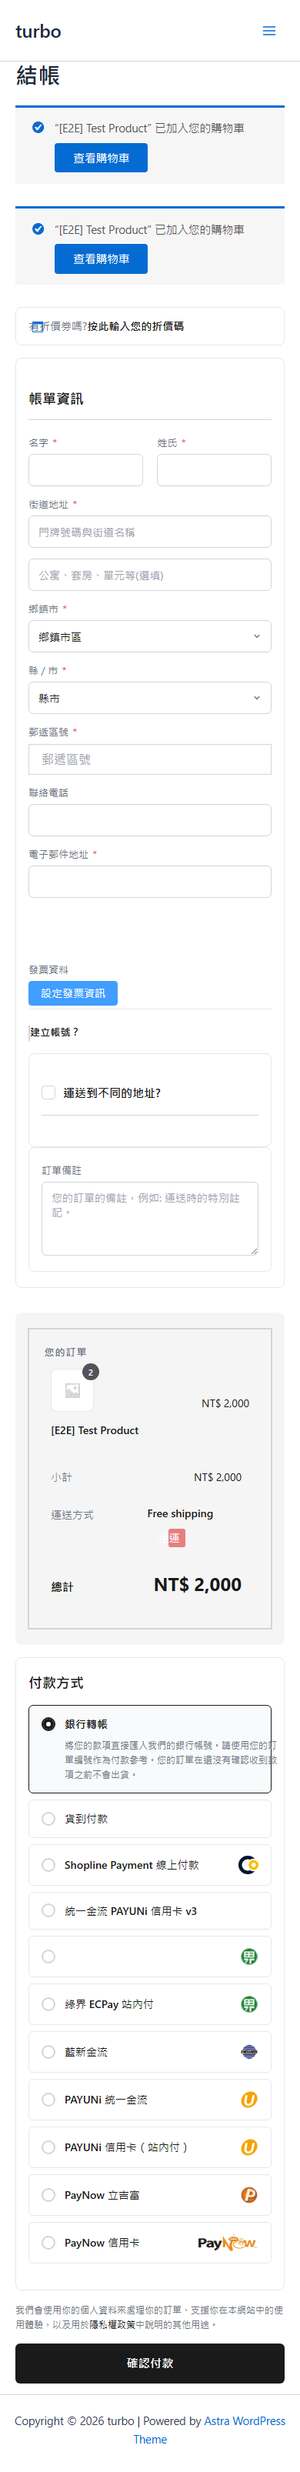 turbo
結帳
“[E2E] Test Product” 已加入您的購物車
查看購物車
“[E2E] Test Product” 已加入您的購物車
查看購物車
有折價券嗎?按此輸入您的折價碼
帳單資訊
名字 *
姓氏 *
街道地址 *
門牌號碼與街道名稱
公寓、套房、單元等(選填)
鄉鎮市 *
鄉鎮市區
縣 / 市 *
縣市
郵遞區號 *
郵遞區號
聯絡電話
電子郵件地址 *
發票資料
設定發票資訊
建立帳號？
運送到不同的地址?
訂單備註
您的訂單的備註，例如: 運送時的特別註
記。
您的訂單
2
NT$ 2,000
[E2E] Test Product
小計
NT$ 2,000
運送方式
Free shipping
運
總計
NT$ 2,000
付款方式
銀行轉帳
將您的款項直接匯入我們的銀行帳號。請使用您的訂
單編號作為付款參考。您的訂單在還沒有確認收到款
項之前不會出貨。
貨到付款
Shopline Payment 線上付款
統一金流 PAYUNi 信用卡 v3
界
綠界 ECPay 站內付
界
藍新金流
PAYUNi 統一金流
PAYUNi 信用卡 ( 站內付 )
PayNow 立吉富
PayNow 信用卡
PayNow
我們會使用你的個人資料來處理你的訂單、支援你在本網站中的使
用體驗，以及用於隱私權政策中說明的其他用途。
確認付款
Copyright © 2026 turbo | Powered by Astra WordPress
Theme